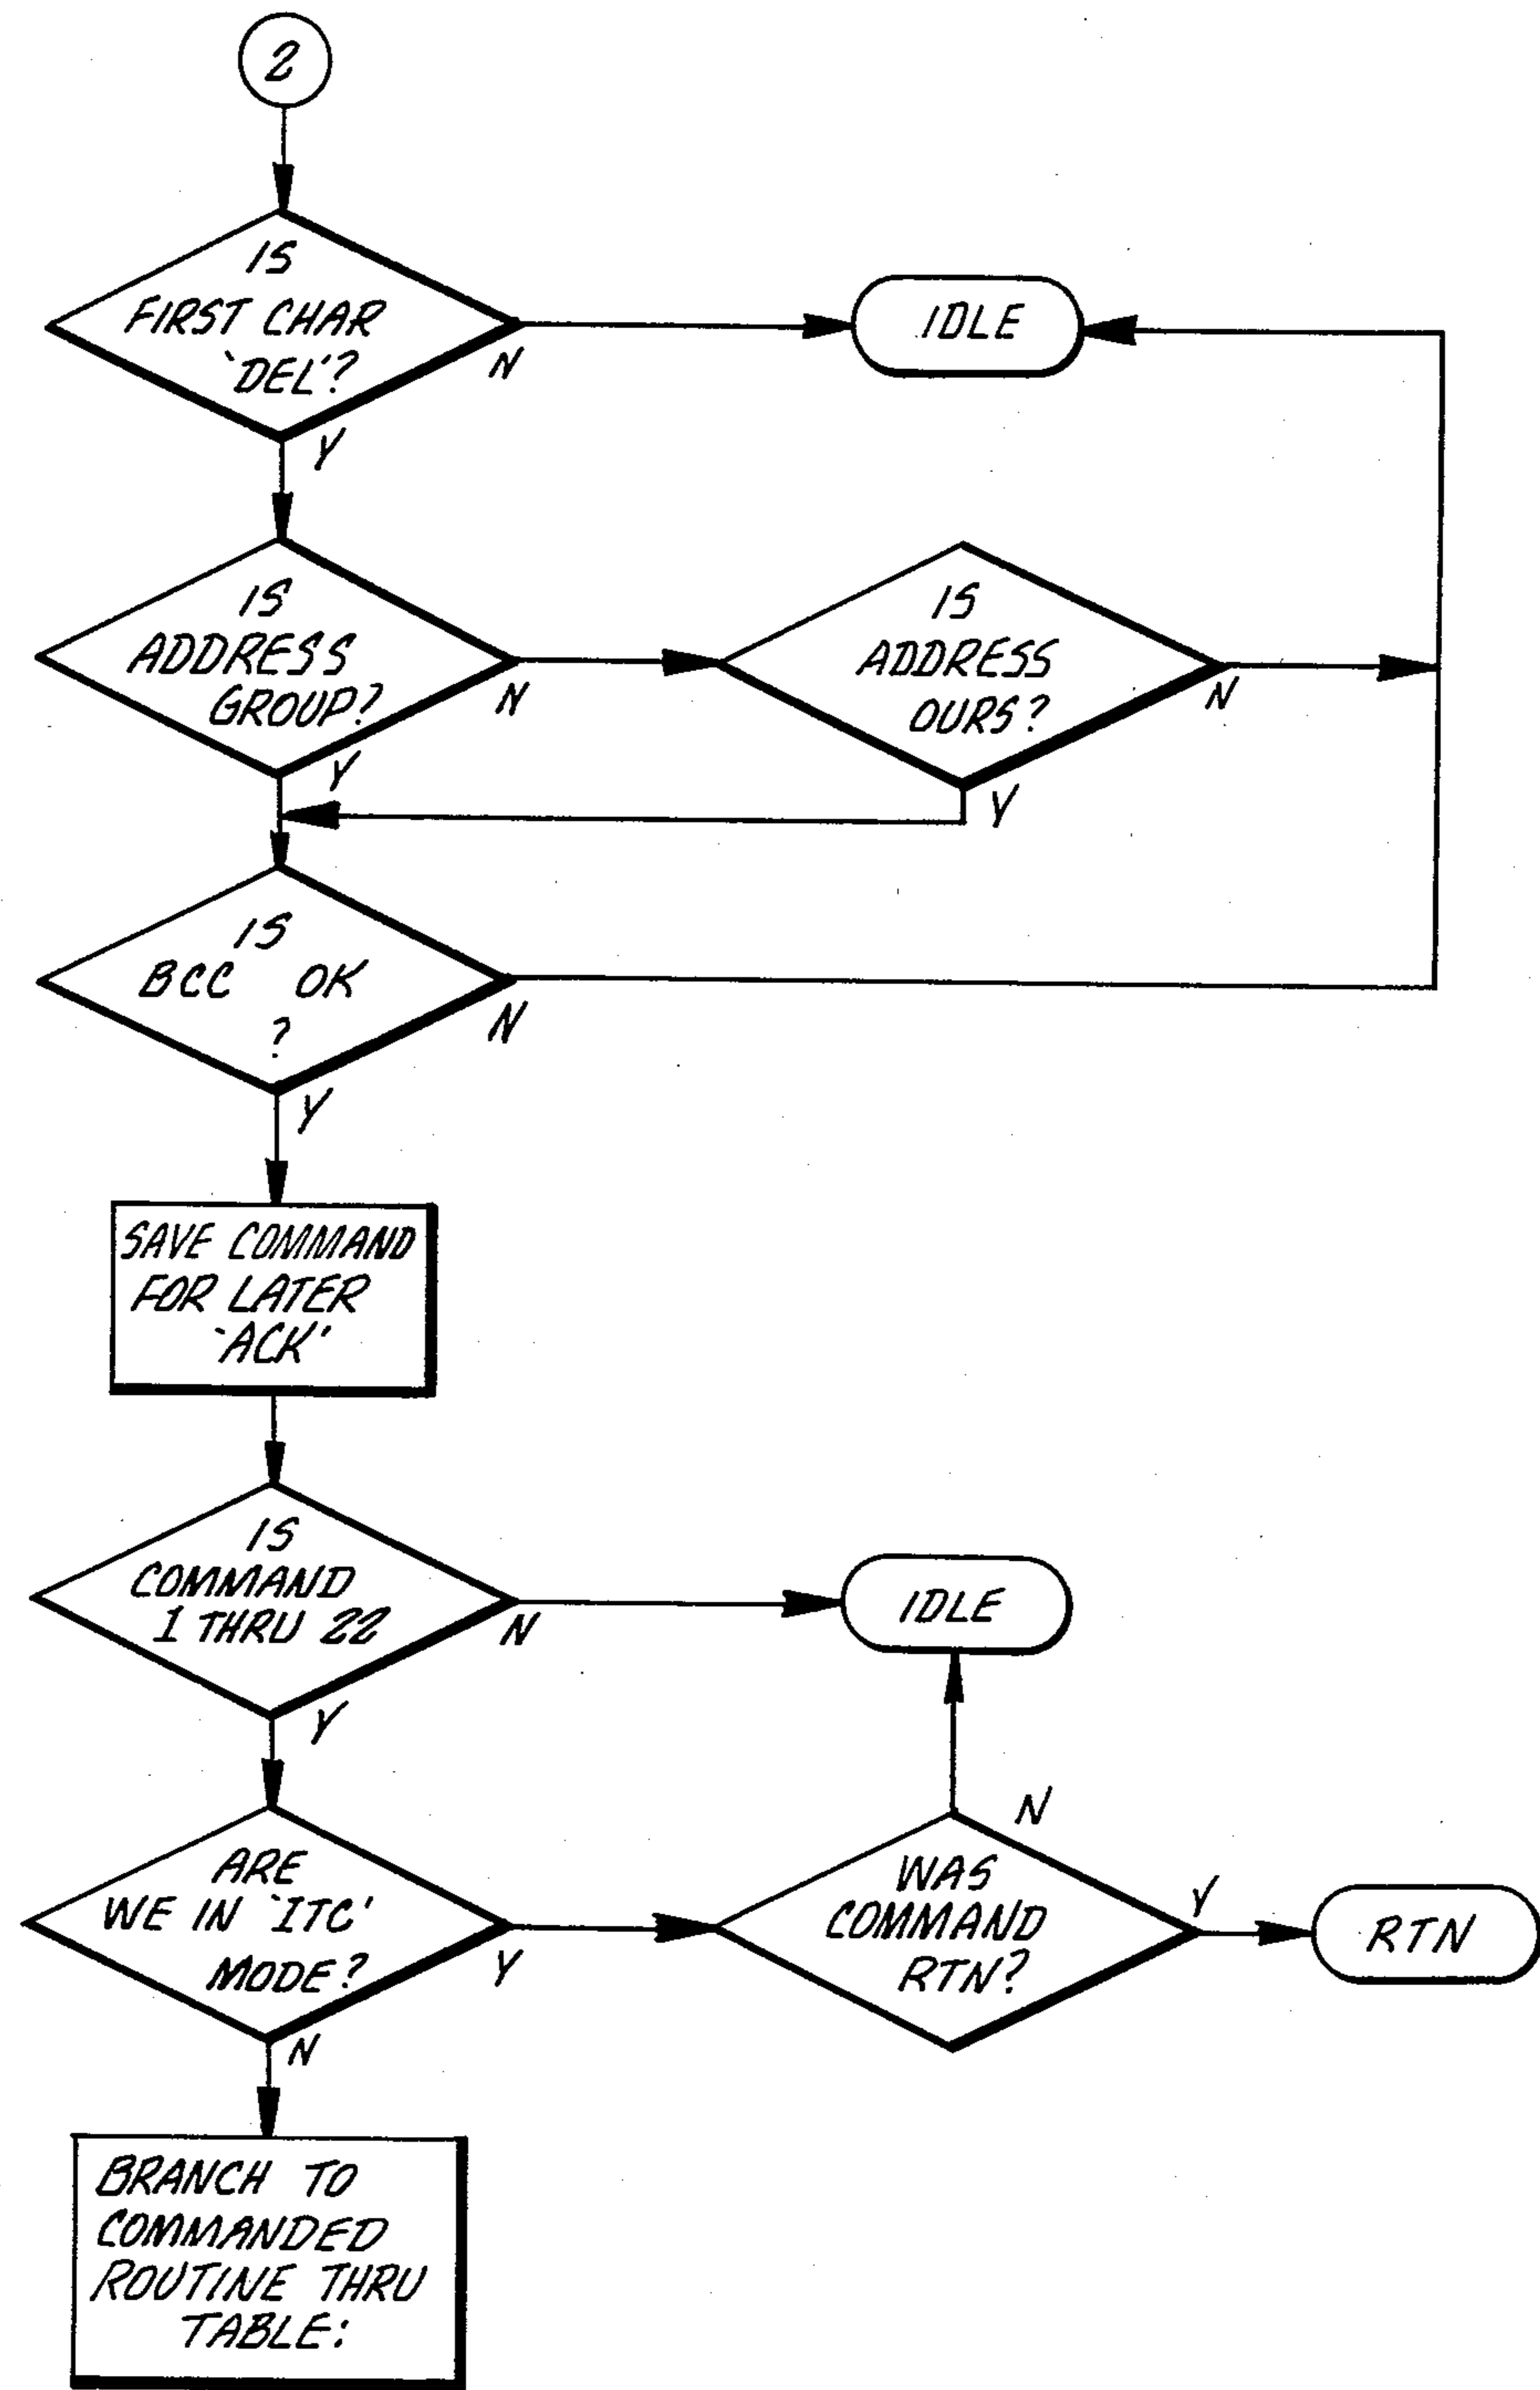 2
IS
FIRST CHAR
'DEL'?
N
IDLE
Y
IS
ADDRESS
GROUP?
N
IS
ADDRESS
OURS?
N
Y
Y
IS
BCC OK
?
N
Y
SAVE COMMAND
FOR LATER
'ACK'
IS
COMMAND
1 THRU 22
N
IDLE
Y
ARE
WE IN 'ITC'
MODE?
Y
N
WAS
COMMAND
RTN?
N
Y
RTN
BRANCH TO
COMMANDED
ROUTINE THRU
TABLE: